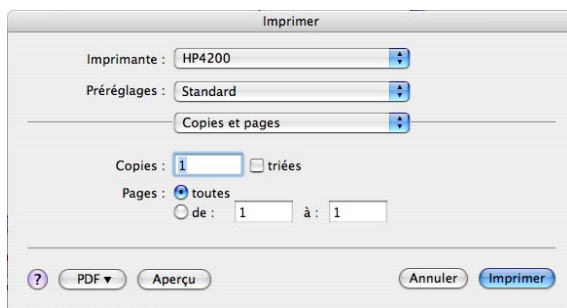 Imprimer
Imprimante : HP4200
Préréglages : Standard
Copies et pages
Copies : 1 triées
Pages : toutes
de : 1 à : 1
? PDF▼ Aperçu Annuler Imprimer